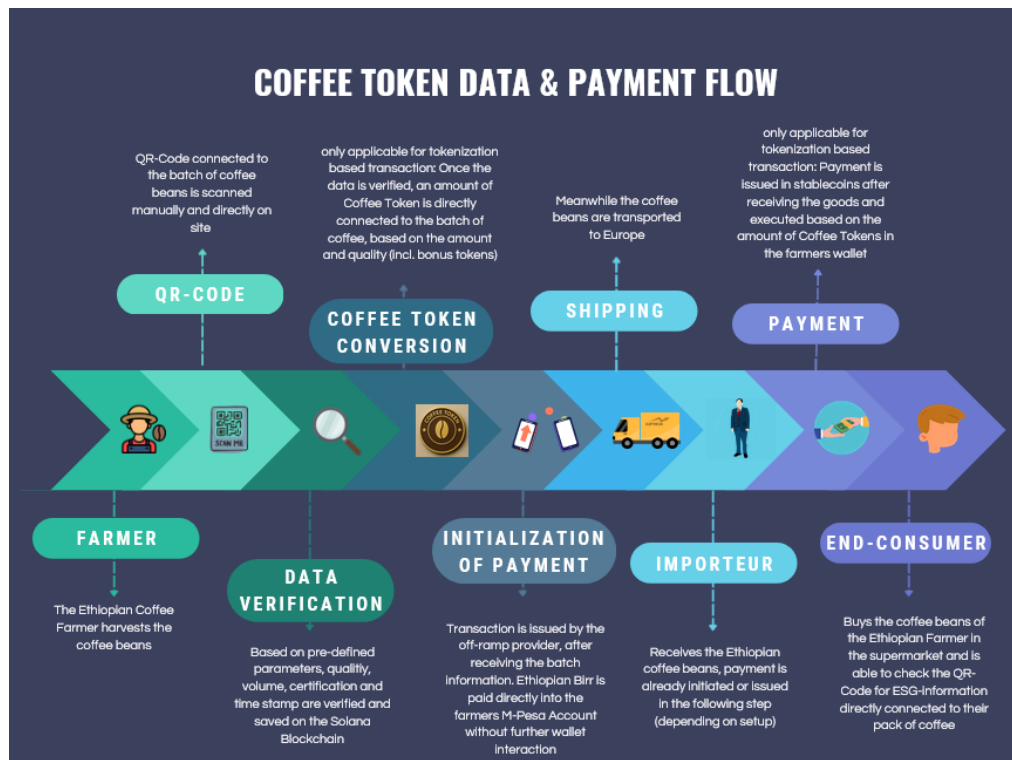 COFFEE TOKEN DATA & PAYMENT FLOW
QR-Code connected to
the batch of coffee
beans is scanned
manually and directly on
site
QR-CODE
only applicable for tokenization
based transaction: Once the
data is verified, an amount of
Coffee Token is directly
connected to the batch of
coffee, based on the amount
and quality (incl. bonus tokens)
COFFEE TOKEN
CONVERSION
Meanwhile the coffee
beans are transported
to Europe
SHIPPING
only applicable for
tokenization based
transaction: Payment is
issued in stablecoins after
receiving the goods and
executed based on the
amount of Coffee Tokens in
the farmers wallet
PAYMENT
SCAN ME
COFFEE TOKEN
FARMER
The Ethiopian Coffee
Farmer harvests the
coffee beans
DATA
VERIFICATION
Based on pre-defined
parameters, qualitiy,
volume, certification and
time stamp are verified and
saved on the Solana
Blockchain
INITIALIZATION
OF PAYMENT
Transaction is issued by the
off-ramp provider, after
receiving the batch
information. Ethiopian Birr is
paid directly into the
farmers M-Pesa Account
without further wallet
interaction
IMPORTEUR
Receives the Ethiopian
coffee beans, payment is
already initiated or issued
in the following step
(depending on setup)
END-CONSUMER
Buys the coffee beans of
the Ethiopian Farmer in
the supermarket and is
able to check the QR-
Code for ESG-information
directly connected to their
pack of coffee